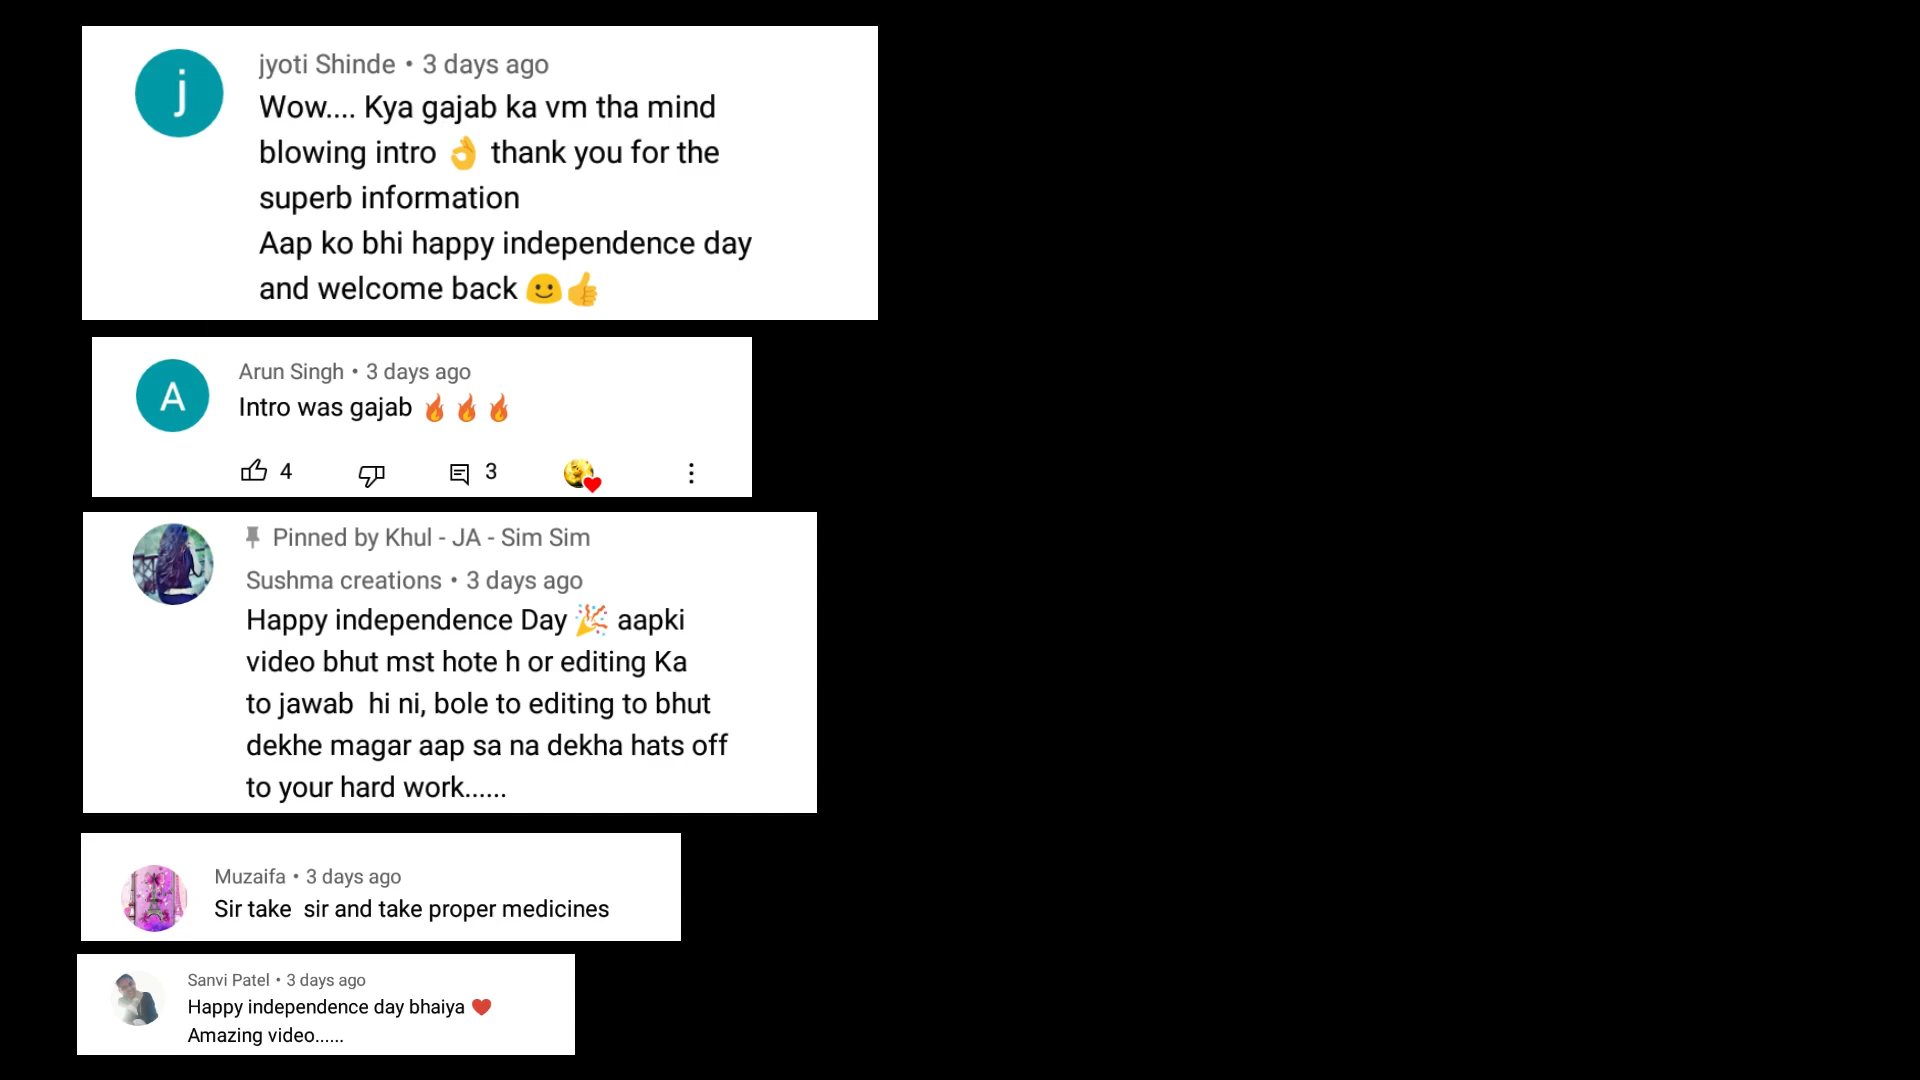 j
jyoti Shinde • 3 days ago
Wow.... Kya gajab ka vm tha mind
blowing intro 👌 thank you for the
superb information
Aap ko bhi happy independence day
and welcome back 🙂👍
A
Arun Singh • 3 days ago
Intro was gajab 🔥🔥🔥
4 3
Pinned by Khul - JA - Sim Sim
Sushma creations • 3 days ago
Happy independence Day 🎉 aapki
video bhut mst hote h or editing Ka
to jawab  hi ni, bole to editing to bhut
dekhe magar aap sa na dekha hats off
to your hard work......
Muzaifa • 3 days ago
Sir take  sir and take proper medicines
Sanvi Patel • 3 days ago
Happy independence day bhaiya ❤️
Amazing video......